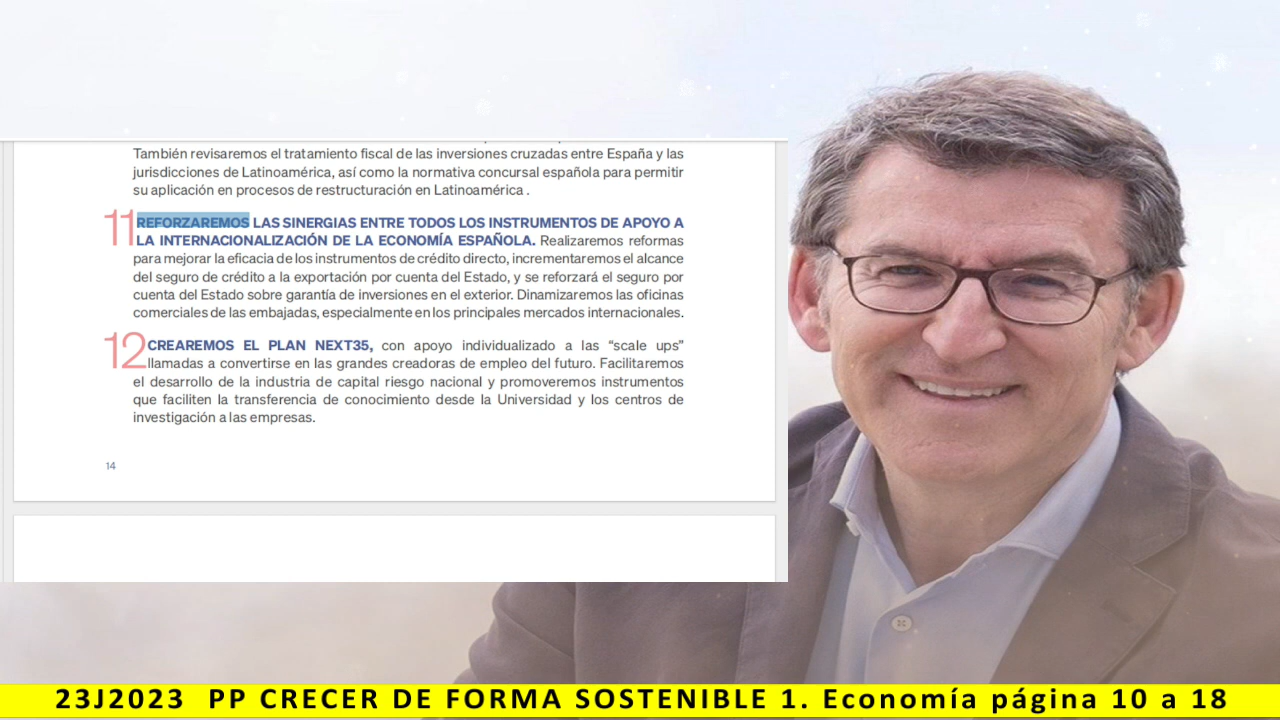 También revisaremos el tratamiento fiscal de las inversiones cruzadas entre España y las
jurisdicciones de Latinoamérica, así como la normativa concursal española para permitir
su aplicación en procesos de restructuración en Latinoamérica .
11 REFORZAREMOS LAS SINERGIAS ENTRE TODOS LOS INSTRUMENTOS DE APOYO A
LA INTERNACIONALIZACIÓN DE LA ECONOMÍA ESPAÑOLA. Realizaremos reformas
para mejorar la eficacia de los instrumentos de crédito directo, incrementaremos el alcance
del seguro de crédito a la exportación por cuenta del Estado, y se reforzará el seguro por
cuenta del Estado sobre garantía de inversiones en el exterior. Dinamizaremos las oficinas
comerciales de las embajadas, especialmente en los principales mercados internacionales.
12 CREAREMOS EL PLAN NEXT35, con apoyo individualizado a las “scale ups”
llamadas a convertirse en las grandes creadoras de empleo del futuro. Facilitaremos
el desarrollo de la industria de capital riesgo nacional y promoveremos instrumentos
que faciliten la transferencia de conocimiento desde la Universidad y los centros de
investigación a las empresas.
14
23J2023 PP CRECER DE FORMA SOSTENIBLE 1. Economía página 10 a 18